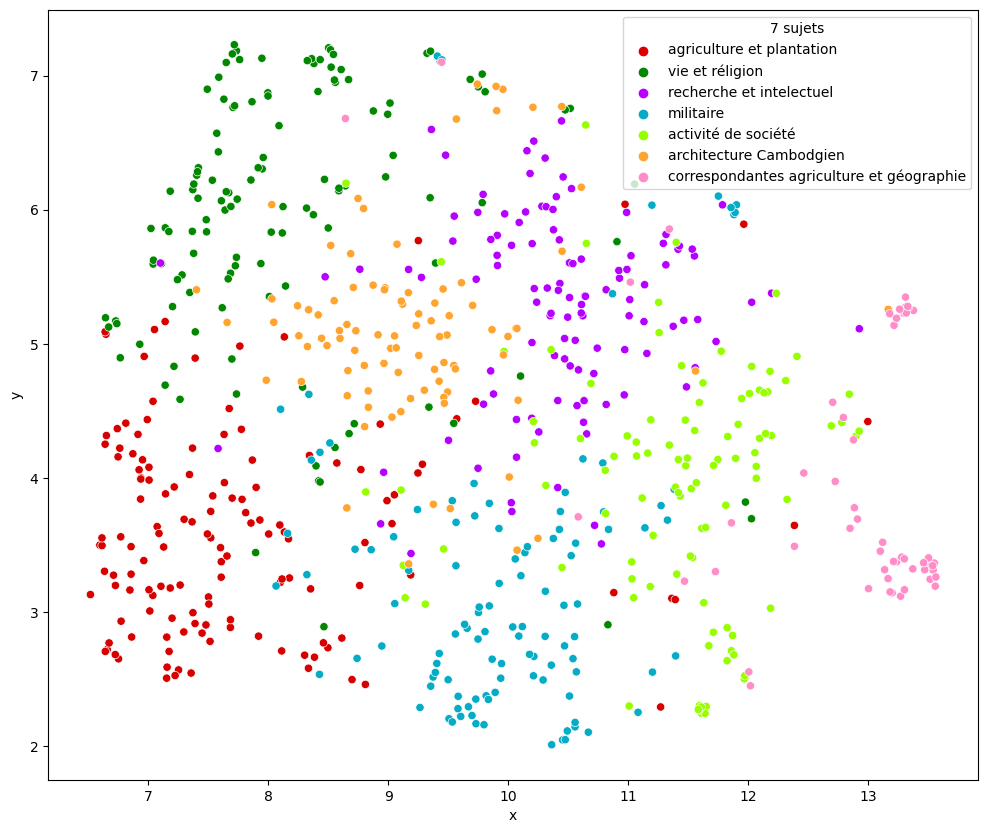 7 sujets
agriculture et plantation
vie et réligion
recherche et intelectuel
militaire
activité de société
architecture Cambodgien
correspondantes agriculture et géographie
7
6
5
4
3
2
y
7 8 9 10 11 12 13
x